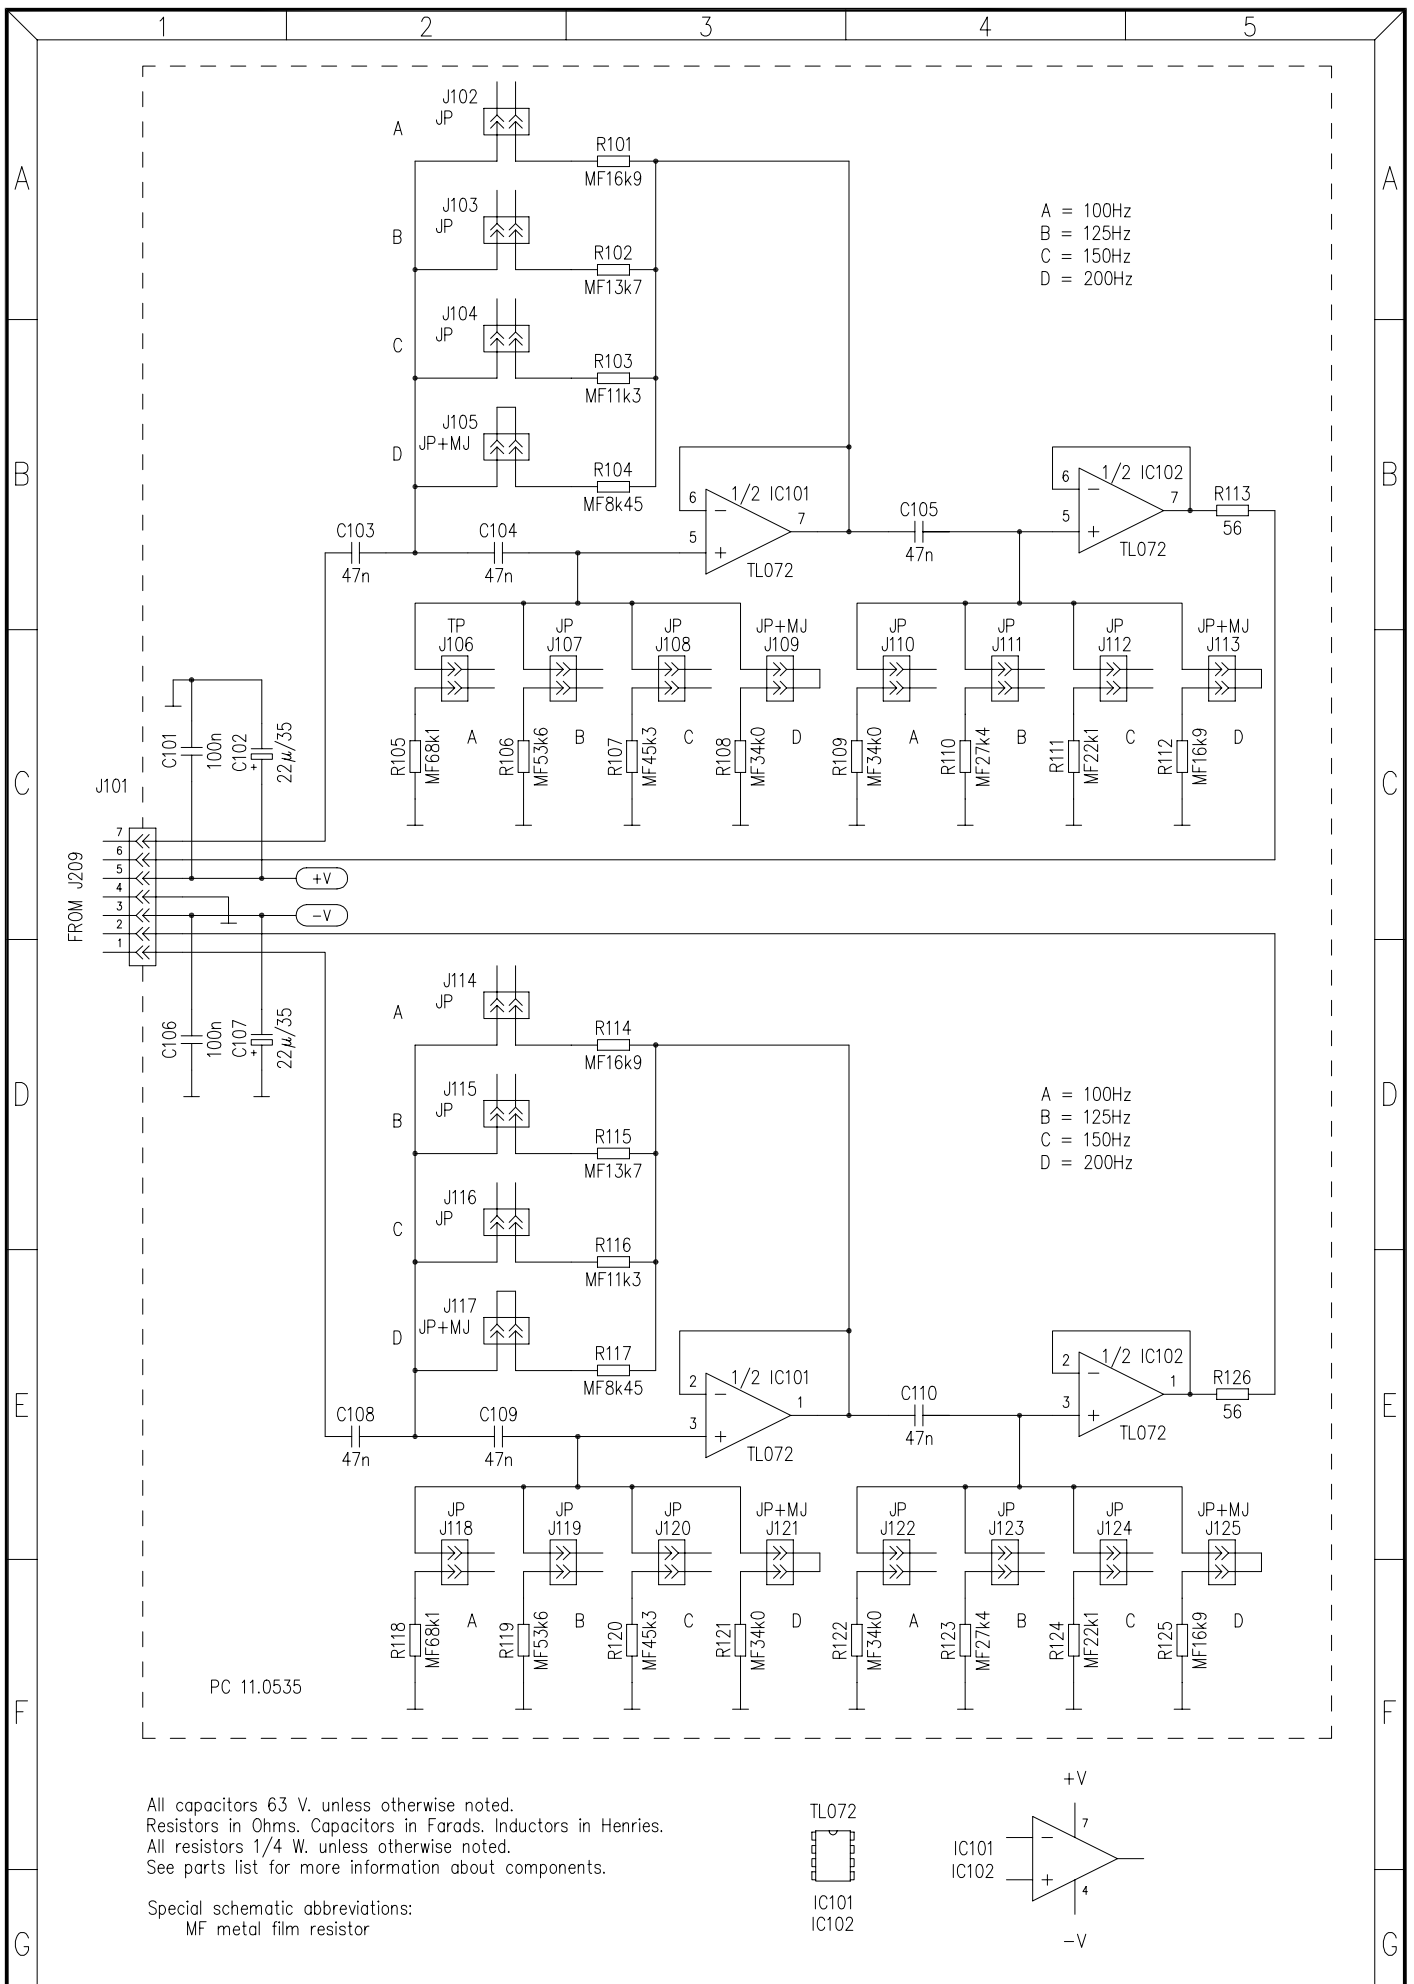 1 2 3 4 5
A
A
B
B
C
C
D
D
E
E
F
F
G
G
J102
JP
A
R101
MF16k9
J103
JP
B
R102
MF13k7
J104
JP
C
R103
MF11k3
J105
JP+MJ
D
R104
MF8k45
A = 100Hz
B = 125Hz
C = 150Hz
D = 200Hz
C103
47n
C104
47n
6
5
7
1/2 IC101
TL072
C105
47n
6
5
7
1/2 IC102
TL072
R113
56
TP
J106
JP
J107
JP
J108
JP+MJ
J109
JP
J110
JP
J111
JP
J112
JP+MJ
J113
R105
MF68k1
A
R106
MF53k6
B
R107
MF45k3
C
R108
MF34k0
D
R109
MF34k0
A
R110
MF27k4
B
R111
MF22k1
C
R112
MF16k9
D
C101
100n
C102
+
22µ/35
J101
FROM J209
7
6
5
4
3
2
1
+V
-V
C106
100n
C107
+
22µ/35
J114
JP
A
R114
MF16k9
J115
JP
B
R115
MF13k7
J116
JP
C
R116
MF11k3
J117
JP+MJ
D
R117
MF8k45
A = 100Hz
B = 125Hz
C = 150Hz
D = 200Hz
C108
47n
C109
47n
2
3
1
1/2 IC101
TL072
C110
47n
2
3
1
1/2 IC102
TL072
R126
56
JP
J118
JP
J119
JP
J120
JP+MJ
J121
JP
J122
JP
J123
JP
J124
JP+MJ
J125
R118
MF68k1
A
R119
MF53k6
B
R120
MF45k3
C
R121
MF34k0
D
R122
MF34k0
A
R123
MF27k4
B
R124
MF22k1
C
R125
MF16k9
D
PC 11.0535
All capacitors 63 V. unless otherwise noted.
Resistors in Ohms. Capacitors in Farads. Inductors in Henries.
All resistors 1/4 W. unless otherwise noted.
See parts list for more information about components.
Special schematic abbreviations:
MF metal film resistor
TL072
IC101
IC102
+V
7
IC101
IC102
4
-V